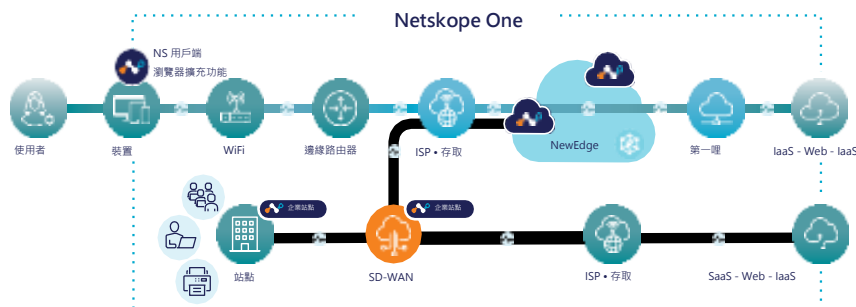 Netskope One
NS 用戶端
瀏覽器擴充功能
使用者
裝置
WiFi
邊緣路由器
ISP • 存取
NewEdge
第一哩
IaaS - Web - IaaS
企業站點
企業站點
站點
SD-WAN
ISP • 存取
SaaS - Web - IaaS